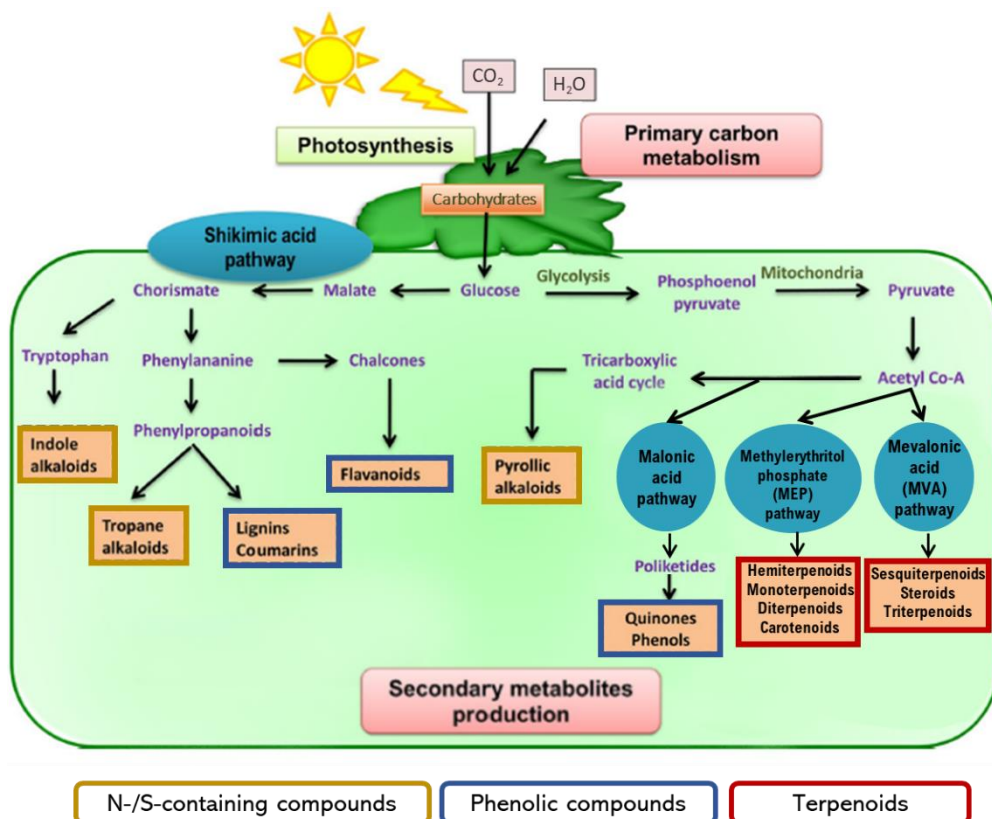 CO₂
H₂O
Photosynthesis
Primary carbon
metabolism
Carbohydrates
Shikimic acid
pathway
Chorismate
Malate
Glucose
Glycolysis
Phosphoenol
pyruvate
Mitochondria
Pyruvate
Tryptophan
Phenylananine
Chalcones
Tricarboxylic
acid cycle
Acetyl Co-A
Indole
alkaloids
Phenylpropanoids
Flavanoids
Pyrollic
alkaloids
Malonic
acid
pathway
Methylerythritol
phosphate
(MEP)
pathway
Mevalonic
acid
(MVA)
pathway
Tropane
alkaloids
Lignins
Coumarins
Poliketides
Quinones
Phenols
Hemiterpenoids
Monoterpenoids
Diterpenoids
Carotenoids
Sesquiterpenoids
Steroids
Triterpenoids
Secondary metabolites
production
N-/S-containing compounds
Phenolic compounds
Terpenoids